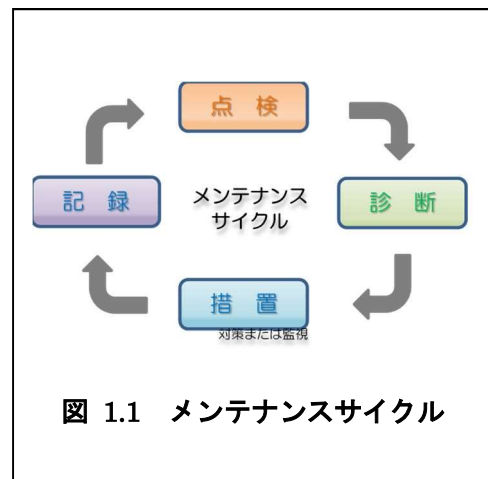 点 検
記 録
メンテナンス
サイクル
診 断
措 置
対策または監視
図 1.1 メンテナンスサイクル